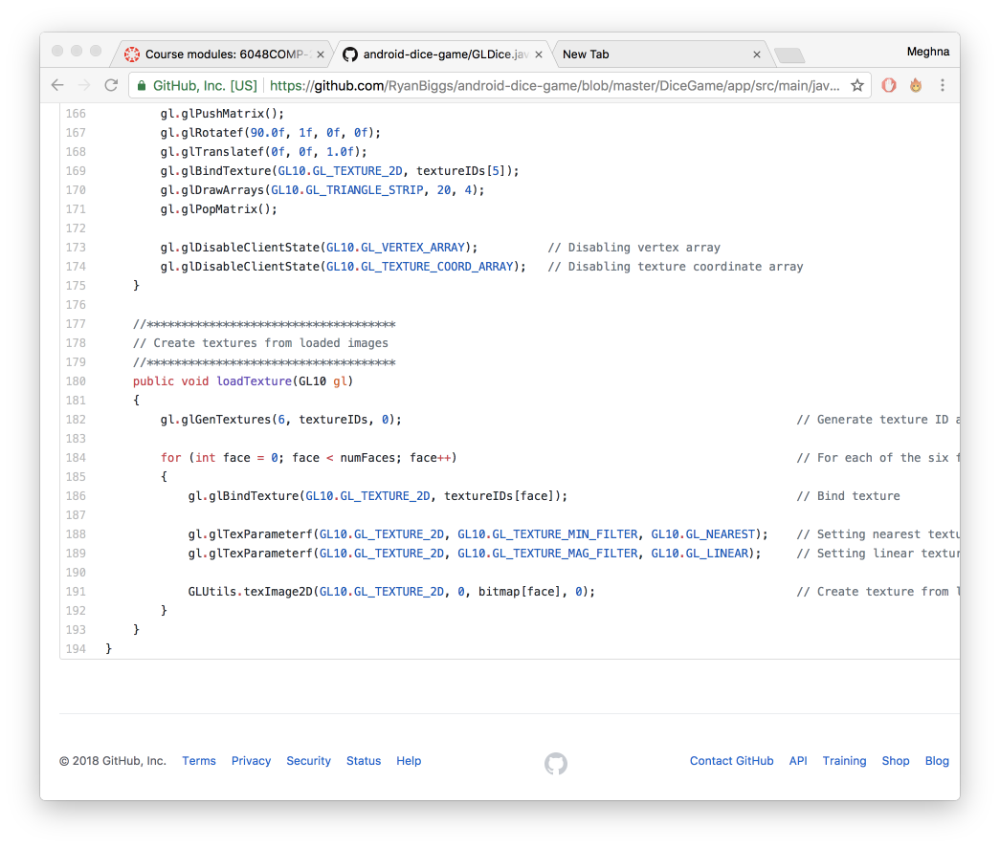 Course modules: 6048COMP-
android-dice-game/GLDice.jav
New Tab
Meghna
GitHub, Inc. [US] https://github.com/RyanBiggs/android-dice-game/blob/master/DiceGame/app/src/main/jav...
166 gl.glPushMatrix();
167 gl.glRotatef(90.0f, 1f, 0f, 0f);
168 gl.glTranslatef(0f, 0f, 1.0f);
169 gl.glBindTexture(GL10.GL_TEXTURE_2D, textureIDs[5]);
170 gl.glDrawArrays(GL10.GL_TRIANGLE_STRIP, 20, 4);
171 gl.glPopMatrix();
172
173 gl.glDisableClientState(GL10.GL_VERTEX_ARRAY); // Disabling vertex array
174 gl.glDisableClientState(GL10.GL_TEXTURE_COORD_ARRAY); // Disabling texture coordinate array
175 }
176
177 //************************************
178 // Create textures from loaded images
179 //************************************
180 public void loadTexture(GL10 gl)
181 {
182 gl.glGenTextures(6, textureIDs, 0); // Generate texture ID a
183
184 for (int face = 0; face < numFaces; face++) // For each of the six f
185 {
186 gl.glBindTexture(GL10.GL_TEXTURE_2D, textureIDs[face]); // Bind texture
187
188 gl.glTexParameterf(GL10.GL_TEXTURE_2D, GL10.GL_TEXTURE_MIN_FILTER, GL10.GL_NEAREST); // Setting nearest textu
189 gl.glTexParameterf(GL10.GL_TEXTURE_2D, GL10.GL_TEXTURE_MAG_FILTER, GL10.GL_LINEAR); // Setting linear textur
190
191 GLUtils.texImage2D(GL10.GL_TEXTURE_2D, 0, bitmap[face], 0); // Create texture from l
192 }
193 }
194 }
© 2018 GitHub, Inc. Terms Privacy Security Status Help Contact GitHub API Training Shop Blog